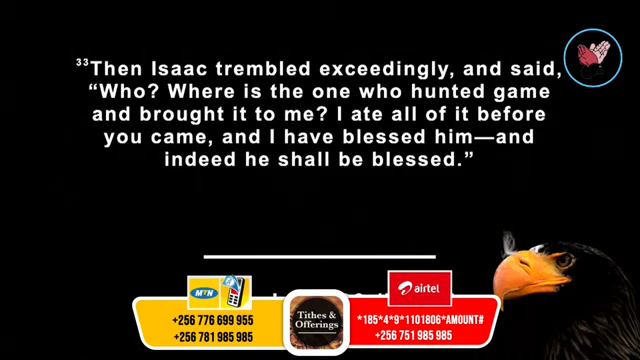 ³³Then Isaac trembled exceedingly, and said,
“Who? Where is the one who hunted game
and brought it to me? I ate all of it before
you came, and I have blessed him—and
indeed he shall be blessed.”
MTN
airtel
Tithes &
Offerings
+256 776 699 955
+256 781 985 985
*185*4*9*1101806*AMOUNT#
+256 751 985 985